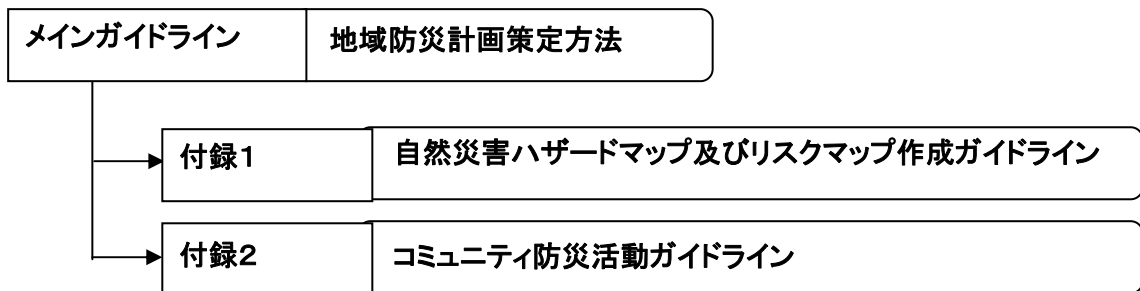 メインガイドライン 地域防災計画策定方法
付録1 自然災害ハザードマップ及びリスクマップ作成ガイドライン
付録2 コミュニティ防災活動ガイドライン